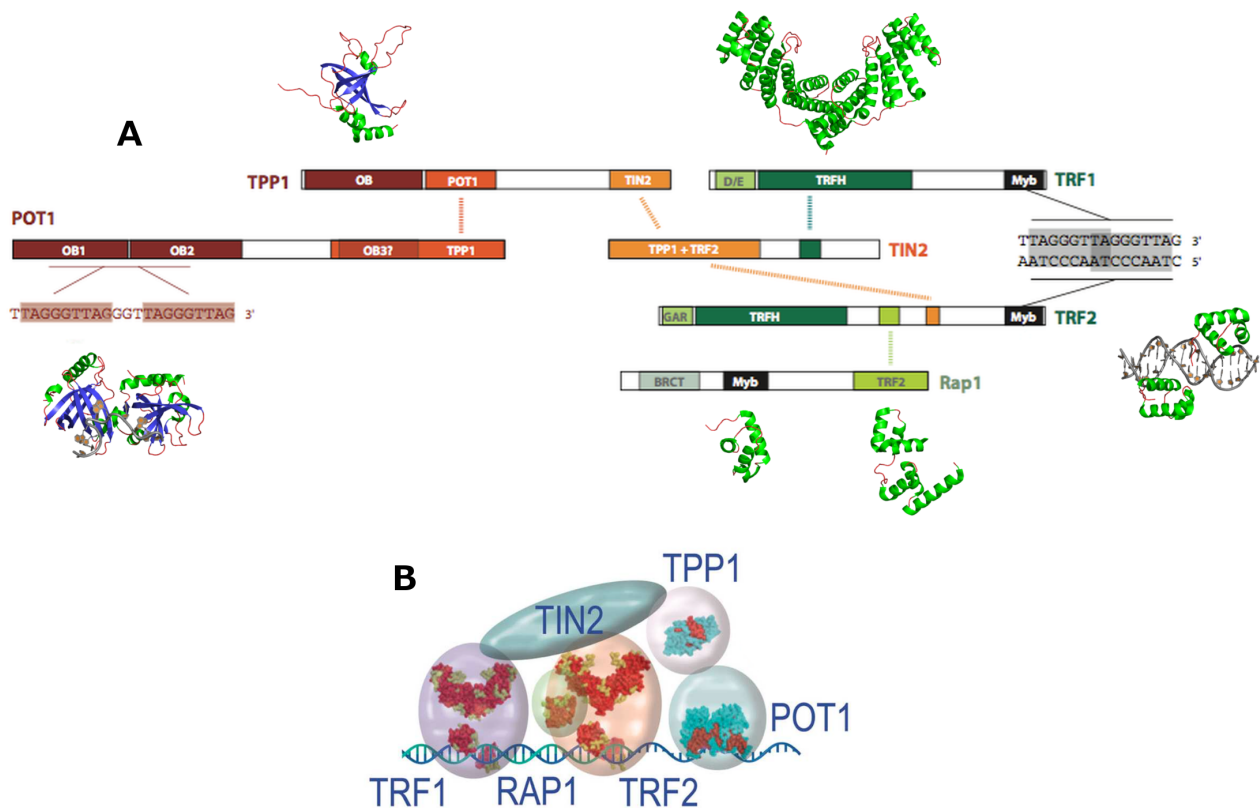 A
TPP1 OB POT1 TIN2
D/E TRFH Myb TRF1
POT1
OB1 OB2 OB3? TPP1
TPP1 + TRF2 TIN2
TTAGGGTTAGGGTTAG 3'
AATCCCAATCCCAATC 5'
TTAGGGTTAGGGTTAGGGTTAG 3'
GAR TRFH Myb TRF2
BRCT Myb TRF2 Rap1
B
TPP1
TIN2
POT1
TRF1 RAP1 TRF2